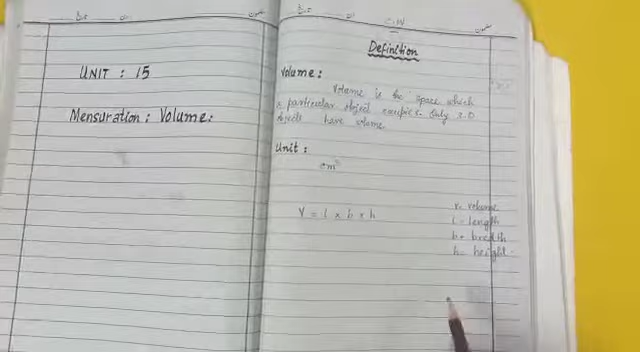 UNIT : 15
Mensuration : Volume :
C.W
Definition
Volume :
Volume is the space which
a particular object occupies. Only 3.D
objects have volume
Unit :
cm³
V = l x b x h
v = volume
l = length
b = breadth
h = height